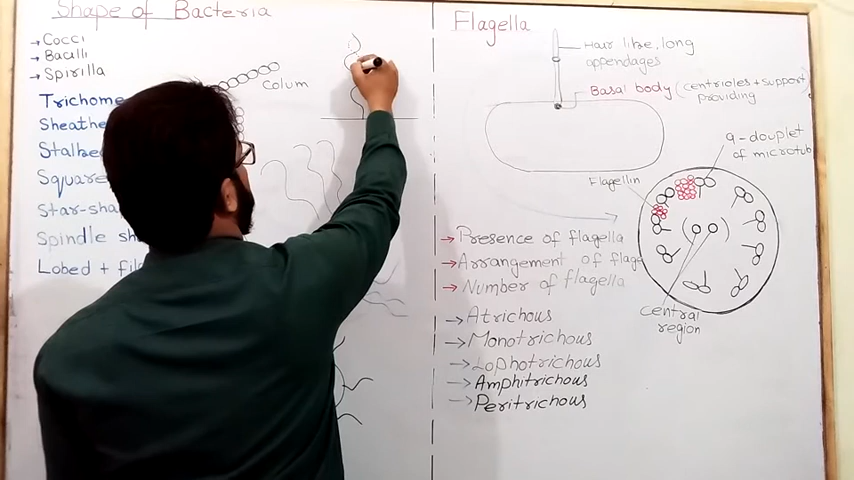 Shape of Bacteria
→ Cocci
→ Bacilli
→ Spirilla
Trichome
Sheathe
Stalke
Square
Star-sha
Spindle sh
Lobed + fil
Colum
Flagella
Hair like, long
appendages
Basal body (centrioles + support
providing
9-douplet
of microtub
Flagellin
→ Presence of flagella
→ Arrangement of flage
→ Number of flagella
central
region
→ Atrichous
→ Monotrichous
→ Lophotrichous
→ Amphitrichous
→ Peritrichous